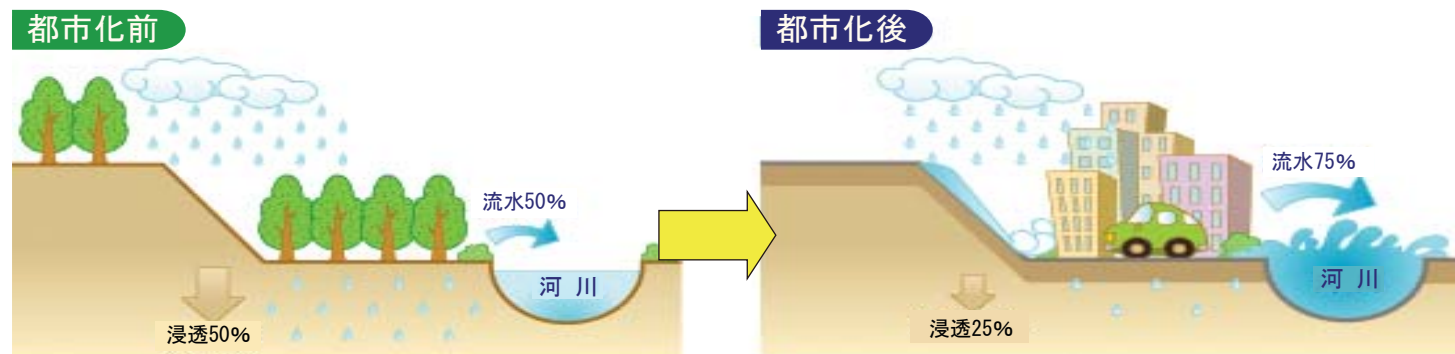 都市化前
流水50%
河川
浸透50%
都市化後
流水75%
河川
浸透25%